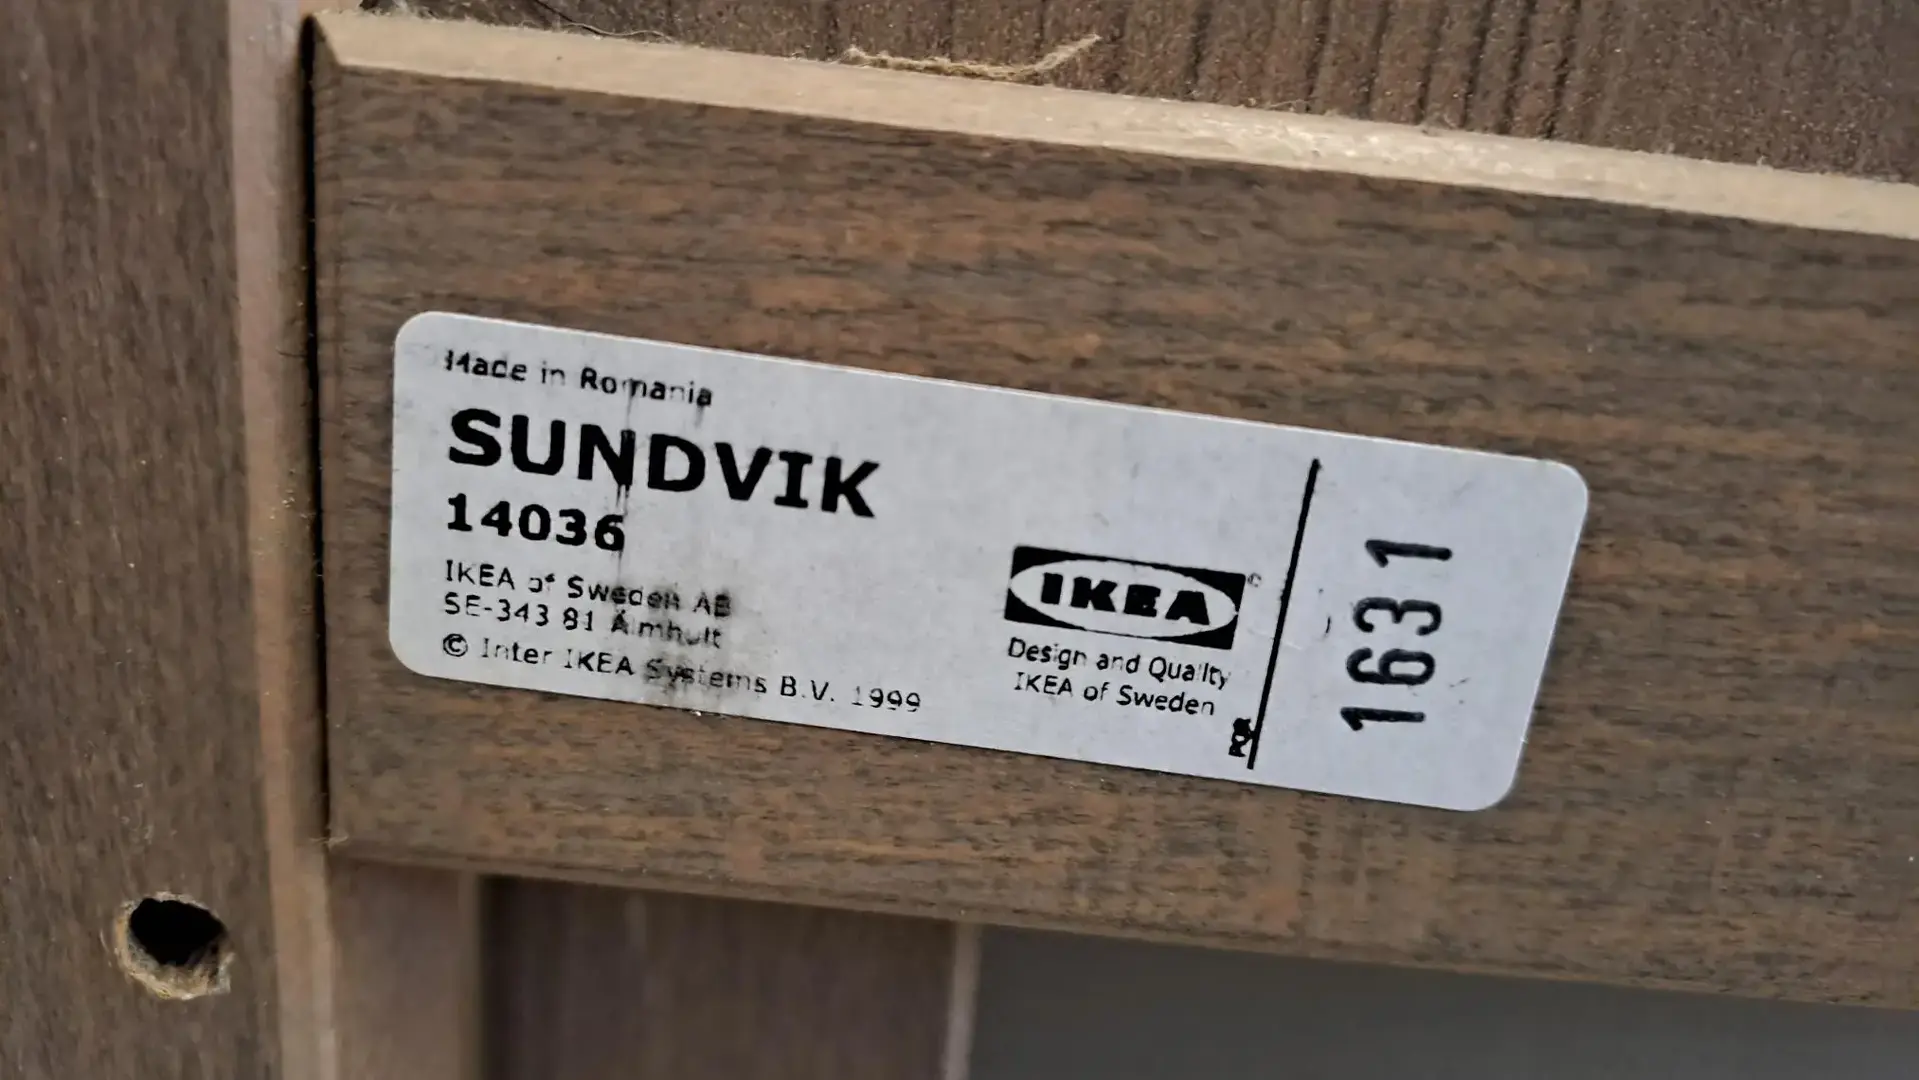 Made in Romania
SUNDVIK
14036
IKEA of Sweden AB
SE-343 81 Älmhult
© Inter IKEA Systems B.V. 1999
IKEA ©
Design and Quality
IKEA of Sweden
1631